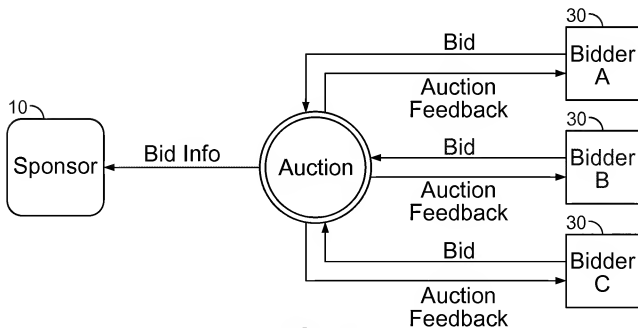 30
Bid
Bidder
A
Auction
Feedback
10
Sponsor
Bid Info
Auction
30
Bid
Bidder
B
Auction
Feedback
30
Bid
Bidder
C
Auction
Feedback